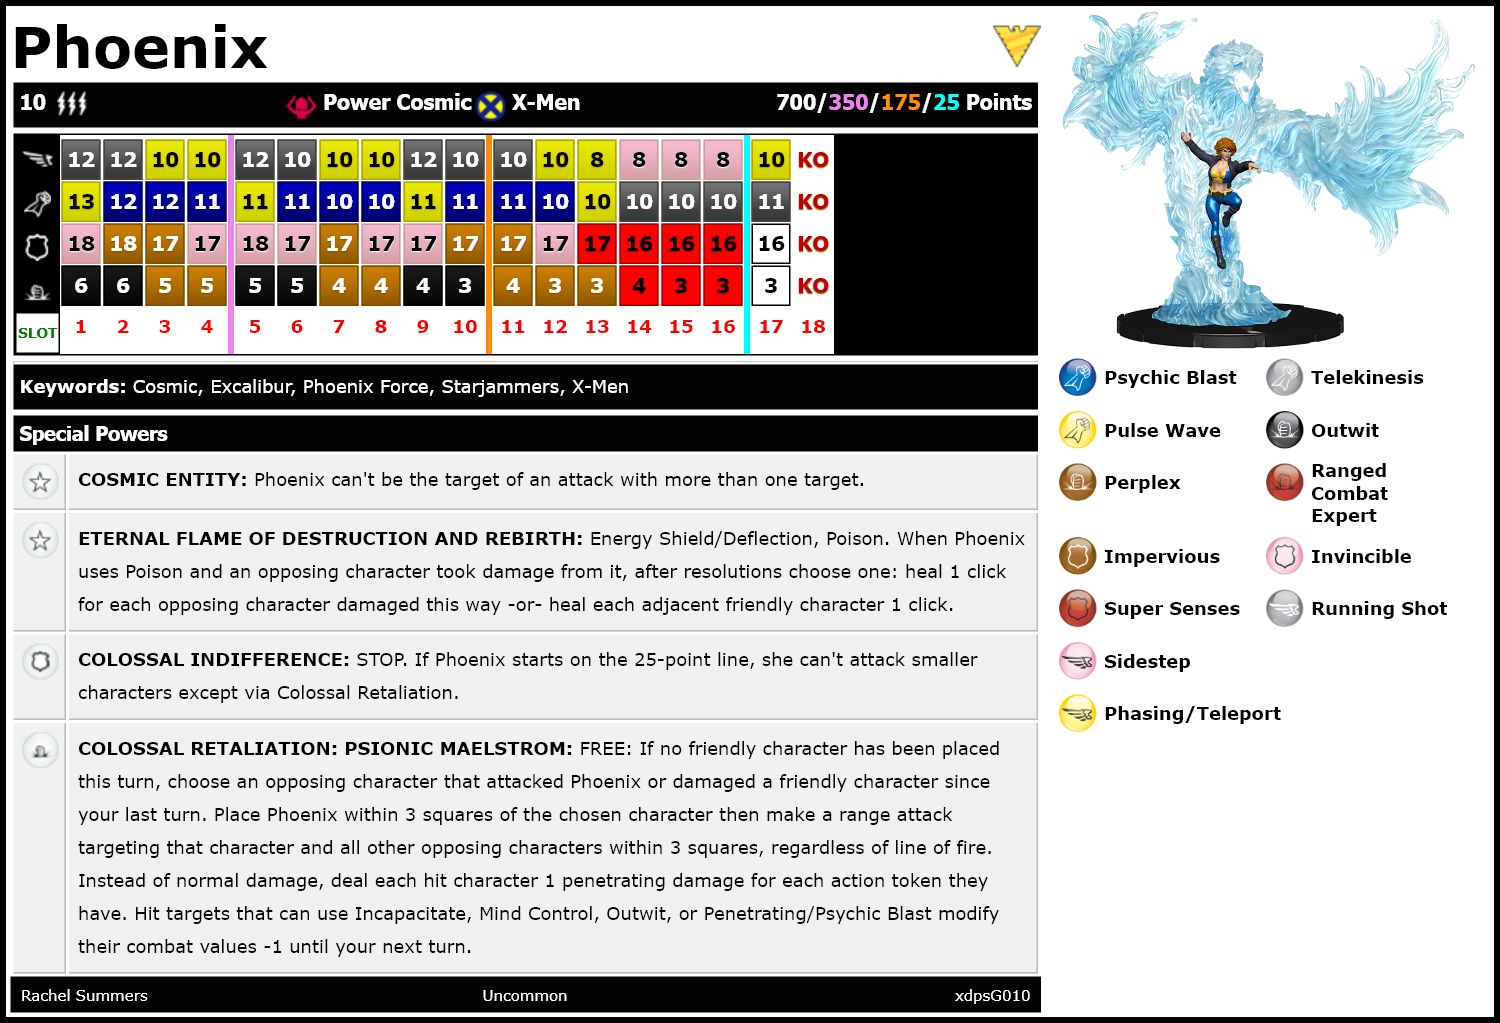 Phoenix
10 Power Cosmic X-Men 700/350/175/25 Points
12 12 10 10 12 10 10 10 12 10 10 10 8 8 8 8 10 KO
13 12 12 11 11 11 10 10 11 11 11 10 10 10 10 10 11 KO
18 18 17 17 18 17 17 17 17 17 17 17 17 16 16 16 16 KO
6 6 5 5 5 5 4 4 4 3 4 3 3 4 3 3 3 KO
SLOT 1 2 3 4 5 6 7 8 9 10 11 12 13 14 15 16 17 18
Keywords: Cosmic, Excalibur, Phoenix Force, Starjammers, X-Men
Special Powers
COSMIC ENTITY: Phoenix can't be the target of an attack with more than one target.
ETERNAL FLAME OF DESTRUCTION AND REBIRTH: Energy Shield/Deflection, Poison. When Phoenix
uses Poison and an opposing character took damage from it, after resolutions choose one: heal 1 click
for each opposing character damaged this way -or- heal each adjacent friendly character 1 click.
COLOSSAL INDIFFERENCE: STOP. If Phoenix starts on the 25-point line, she can't attack smaller
characters except via Colossal Retaliation.
COLOSSAL RETALIATION: PSIONIC MAELSTROM: FREE: If no friendly character has been placed
this turn, choose an opposing character that attacked Phoenix or damaged a friendly character since
your last turn. Place Phoenix within 3 squares of the chosen character then make a range attack
targeting that character and all other opposing characters within 3 squares, regardless of line of fire.
Instead of normal damage, deal each hit character 1 penetrating damage for each action token they
have. Hit targets that can use Incapacitate, Mind Control, Outwit, or Penetrating/Psychic Blast modify
their combat values -1 until your next turn.
Rachel Summers Uncommon xdpsG010
Psychic Blast Telekinesis
Pulse Wave Outwit
Perplex Ranged
Combat
Expert
Impervious Invincible
Super Senses Running Shot
Sidestep
Phasing/Teleport